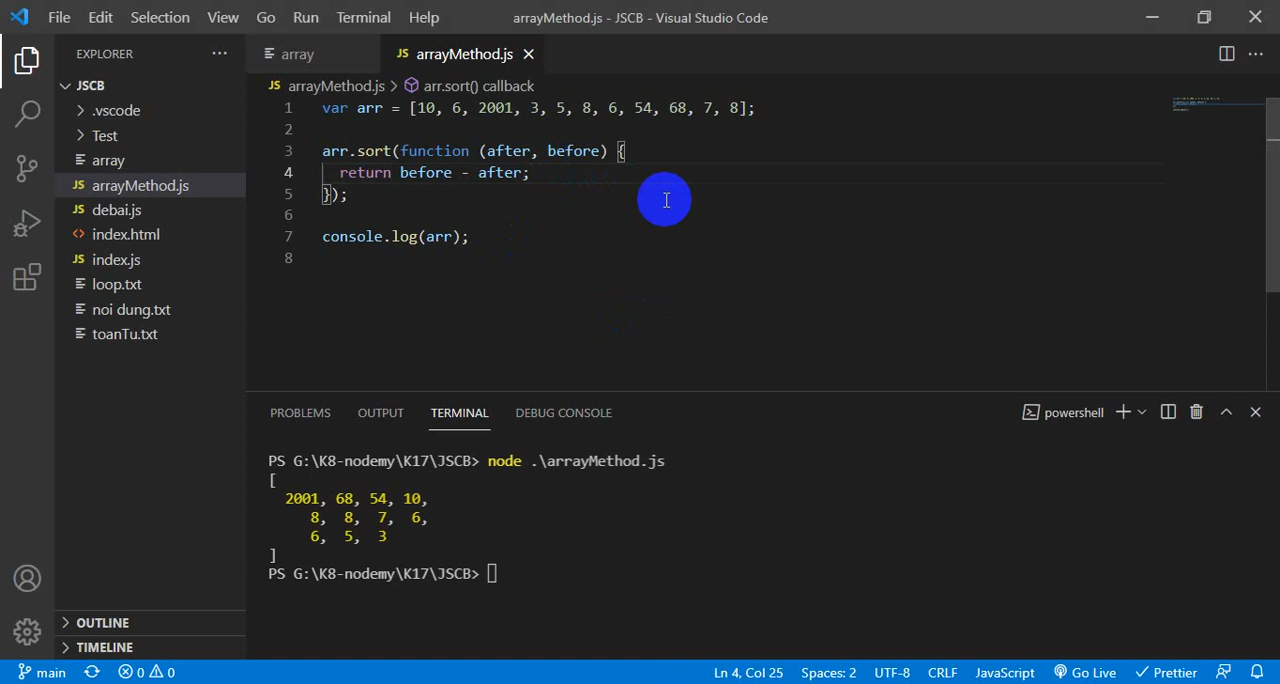 File Edit Selection View Go Run Terminal Help arrayMethod.js - JSCB - Visual Studio Code
EXPLORER ···
array
JS arrayMethod.js
JSCB
.vscode
Test
array
JS arrayMethod.js
JS debai.js
<> index.html
JS index.js
loop.txt
noi dung.txt
toanTu.txt
OUTLINE
TIMELINE
JS arrayMethod.js > arr.sort() callback
1 var arr = [10, 6, 2001, 3, 5, 8, 6, 54, 68, 7, 8];
2
3 arr.sort(function (after, before) {
4 return before - after;
5 });
6
7 console.log(arr);
8
PROBLEMS OUTPUT TERMINAL DEBUG CONSOLE powershell
PS G:\K8-nodemy\K17\JSCB> node .\arrayMethod.js
[
2001, 68, 54, 10,
8, 8, 7, 6,
6, 5, 3
]
PS G:\K8-nodemy\K17\JSCB>
main 0 0 Ln 4, Col 25 Spaces: 2 UTF-8 CRLF JavaScript Go Live Prettier